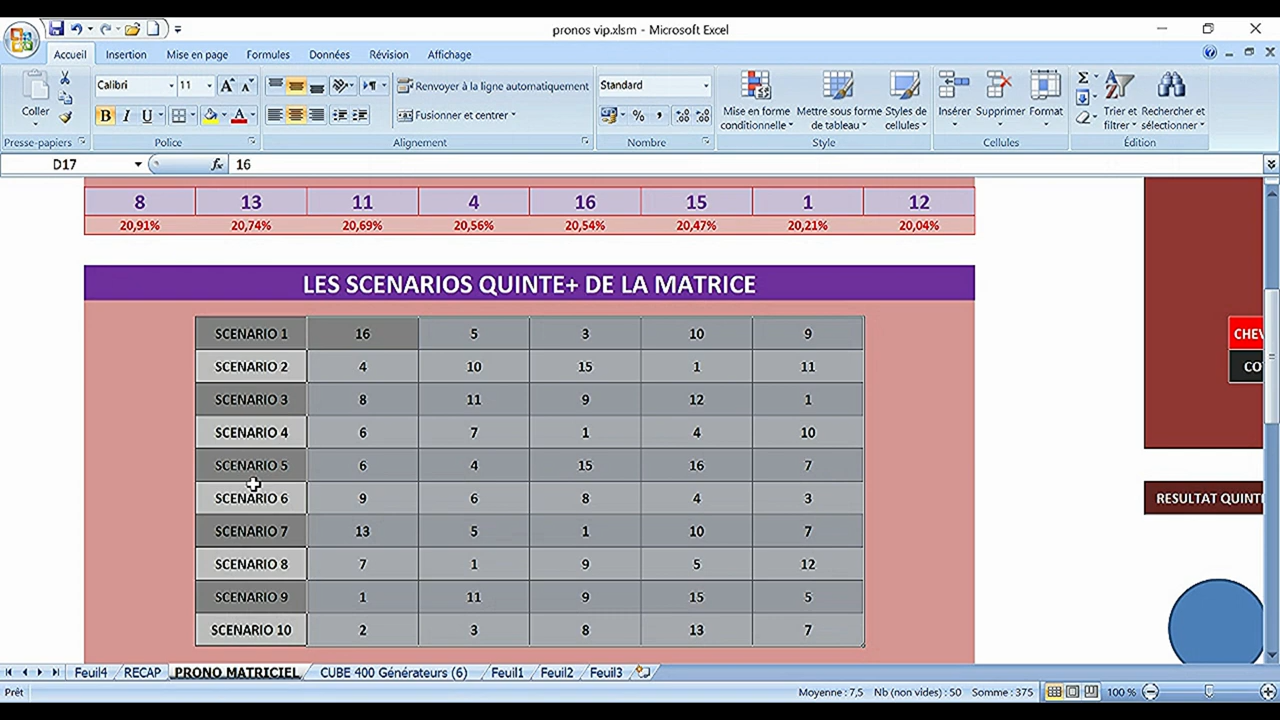 pronos vip.xlsm - Microsoft Excel
Accueil Insertion Mise en page Formules Données Révision Affichage
Coller
Calibri 11
Renvoyer à la ligne automatiquement
Standard
B I U A
Fusionner et centrer
% 
Mise en forme conditionnelle
Mettre sous forme de tableau
Styles de cellules
Insérer Supprimer Format
Trier et filtrer
Rechercher et sélectionner
Presse-papiers Police Alignement Nombre Style Cellules Édition
D17 fx 16
8 13 11 4 16 15 1 12
20,91% 20,74% 20,69% 20,56% 20,54% 20,47% 20,21% 20,04%
LES SCENARIOS QUINTE+ DE LA MATRICE
SCENARIO 1 16 5 3 10 9
SCENARIO 2 4 10 15 1 11
SCENARIO 3 8 11 9 12 1
SCENARIO 4 6 7 1 4 10
SCENARIO 5 6 4 15 16 7
SCENARIO 6 9 6 8 4 3
SCENARIO 7 13 5 1 10 7
SCENARIO 8 7 1 9 5 12
SCENARIO 9 1 11 9 15 5
SCENARIO 10 2 3 8 13 7
CHEV
CO
RESULTAT QUINT
Feuil4 RECAP PRONO MATRICIEL CUBE 400 Générateurs (6) Feuil1 Feuil2 Feuil3
Prêt Moyenne : 7,5 Nb (non vides) : 50 Somme : 375 100 %